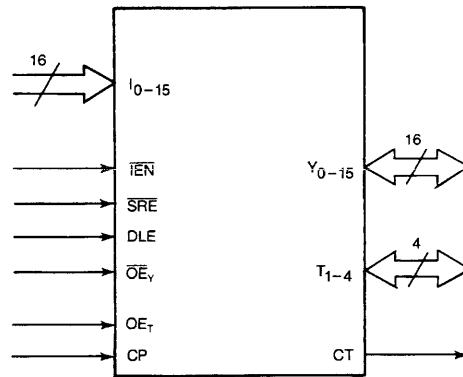 16
I0–15
IEN
SRE
DLE
OEY
OET
CP
16
Y0–15
4
T1–4
CT